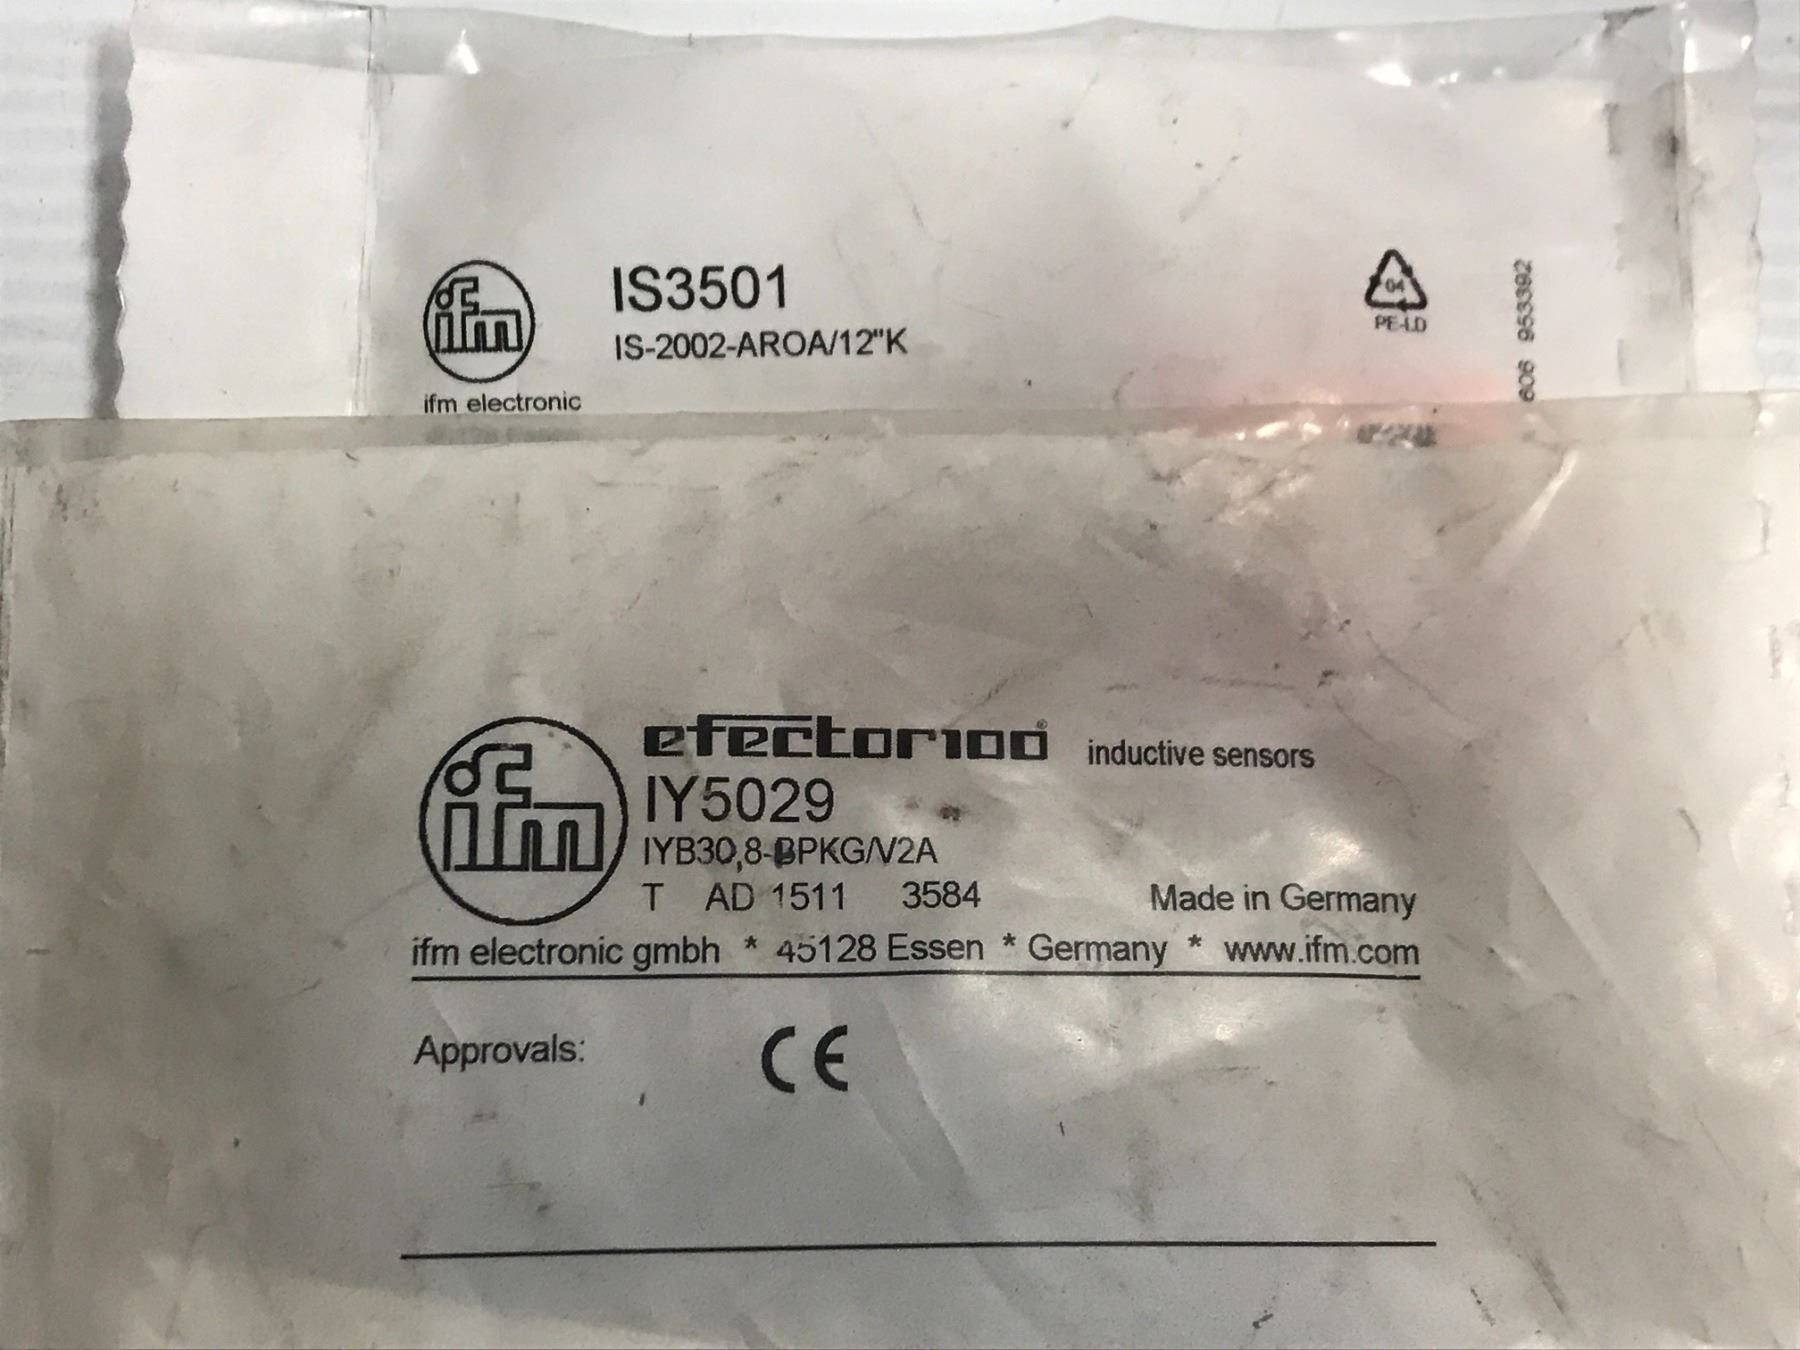 ifm
IS3501
IS-2002-AROA/12"K
ifm electronic
04
PE-LD
606 953392
ifm
efector100®
inductive sensors
IY5029
IYB30,8-BPKG/V2A
T AD 1511 3584
Made in Germany
ifm electronic gmbh * 45128 Essen * Germany * www.ifm.com
Approvals:
CE